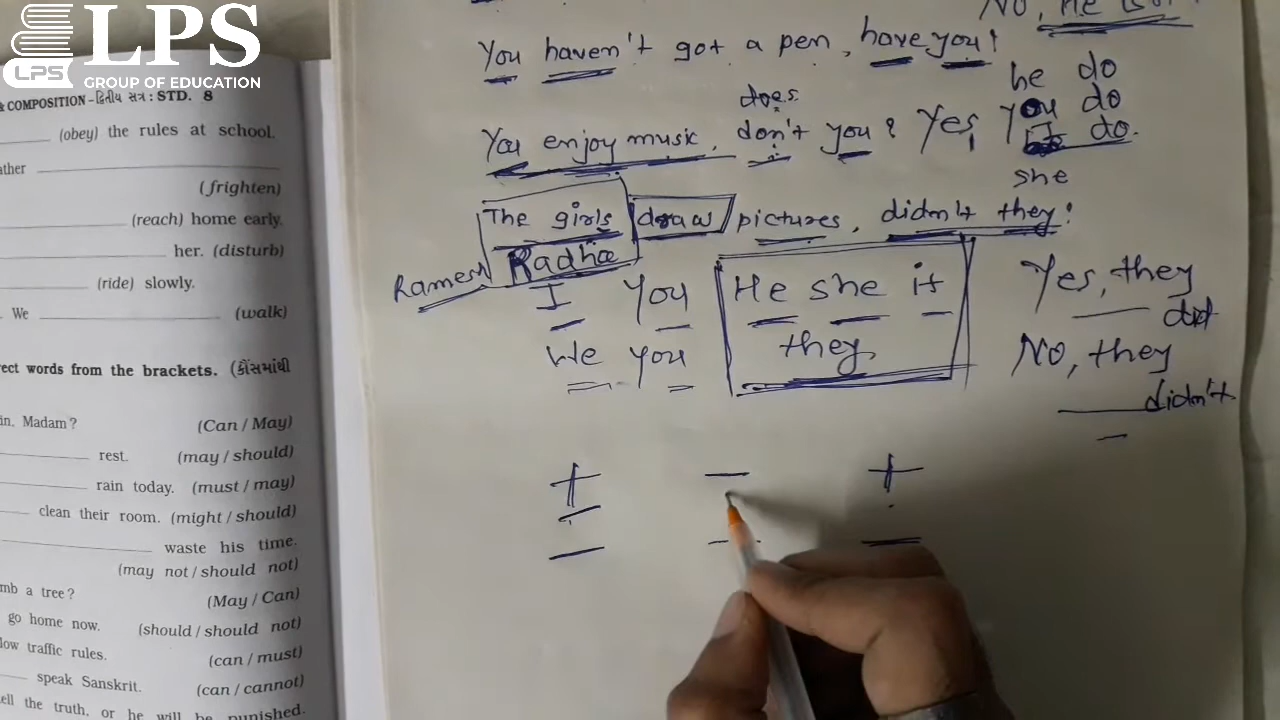 LPS
LPS
GROUP OF EDUCATION
& COMPOSITION - દ્વિતીય સત્ર : STD. 8
(obey) the rules at school.
ather
(frighten)
(reach) home early.
her. (disturb)
(ride) slowly.
We (walk)
rect words from the brackets. (કૌંસમાંથી
in, Madam? (Can / May)
rest. (may / should)
rain today. (must / may)
clean their room. (might / should)
waste his time.
(may not / should not)
mb a tree? (May / Can)
go home now. (should / should not)
low traffic rules. (can / must)
speak Sanskrit. (can / cannot)
tell the truth, or he will be punished.
No, he
You haven't got a pen, have you?
he do
does
You enjoy music, don't you? Yes, you do
I do.
she
The girls draw pictures, didn't they?
Ramesh Radha
I You He she it
We you they
Yes, they did
No, they didn't
+ - +
- - -